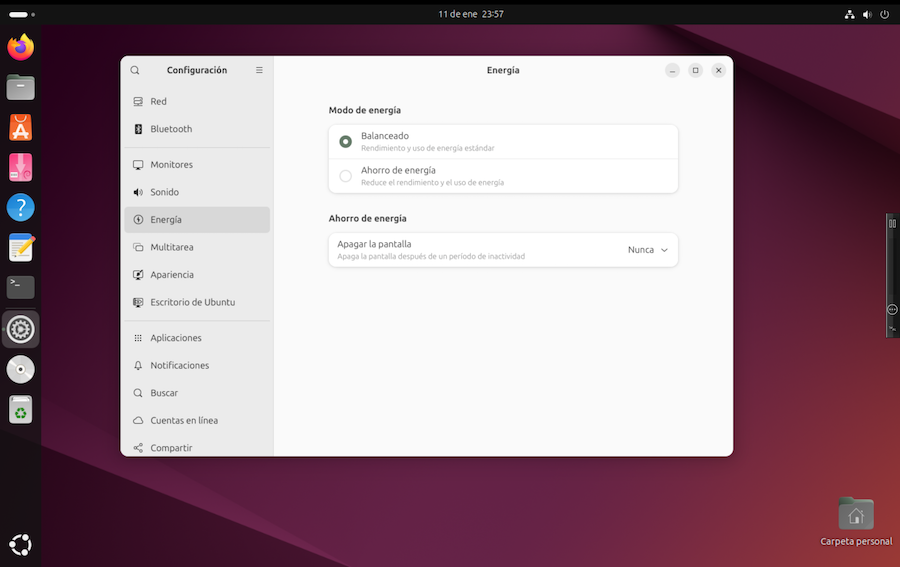 11 de ene 23:57
Configuración
Energía
Red
Bluetooth
Monitores
Sonido
Energía
Multitarea
Apariencia
Escritorio de Ubuntu
Aplicaciones
Notificaciones
Buscar
Cuentas en línea
Compartir
Modo de energía
Balanceado
Rendimiento y uso de energía estándar
Ahorro de energía
Reduce el rendimiento y el uso de energía
Ahorro de energía
Apagar la pantalla
Apaga la pantalla después de un período de inactividad
Nunca
Carpeta personal